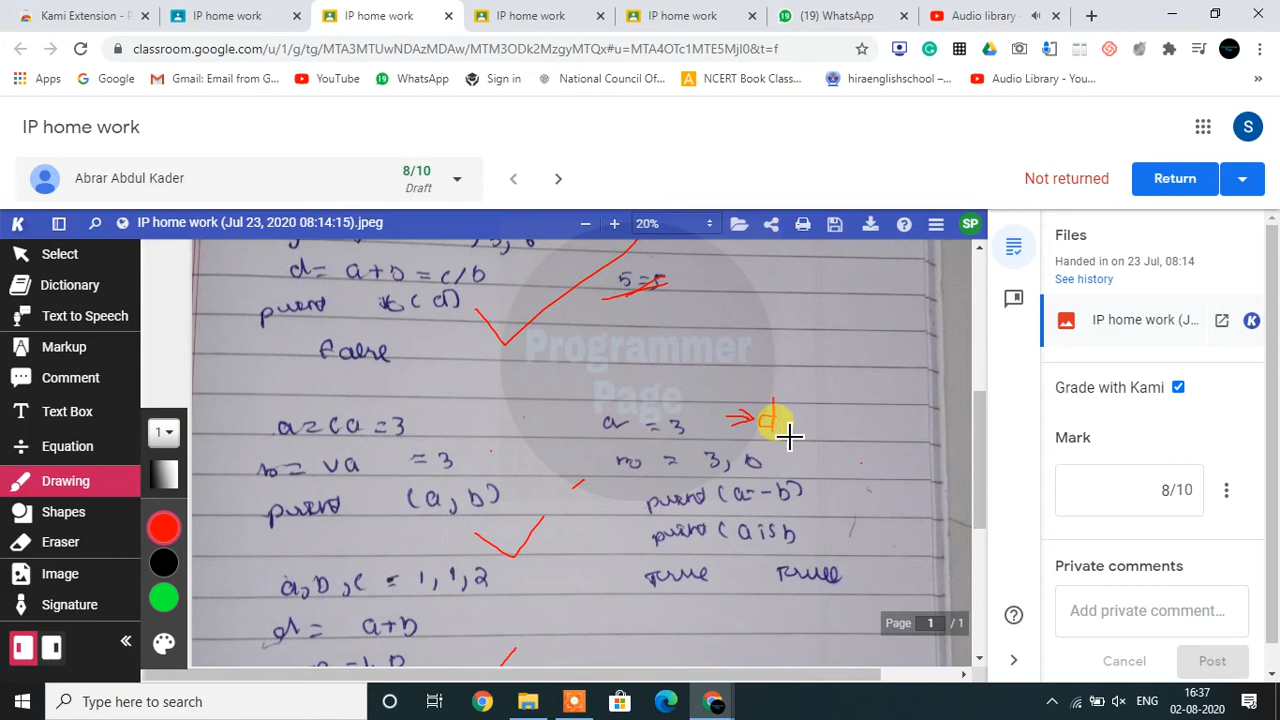 Kami Extension -
IP home work
IP home work
IP home work
IP home work
(19) WhatsApp
Audio library -
classroom.google.com/u/1/g/tg/MTA3MTUwNDAzMDAw/MTM3ODk2MzgyMTQx#u=MTA4OTc1MTE5MjI0&t=f
Apps
Google
Gmail: Email from G...
YouTube
WhatsApp
Sign in
National Council Of...
NCERT Book Class...
hiraenglishschool –...
Audio Library - You...
IP home work
S
Abrar Abdul Kader
8/10
Draft
Not returned
Return
K
IP home work (Jul 23, 2020 08:14:15).jpeg
20%
SP
Select
Dictionary
Text to Speech
Markup
Comment
Text Box
Equation
Drawing
Shapes
Eraser
Image
Signature
1
d= a+b = c/b
5=5
False
Programmer
Page
= 3
= 3
(a, b)
= 3
= 3, b
(a is b
True
a, b, c = 1, 1, 2
d = a+b
Page 1 / 1
Files
Handed in on 23 Jul, 08:14
See history
IP home work (J...
K
Grade with Kami
Mark
8/10
Private comments
Add private comment...
Cancel
Post
Type here to search
ENG
16:37
02-08-2020